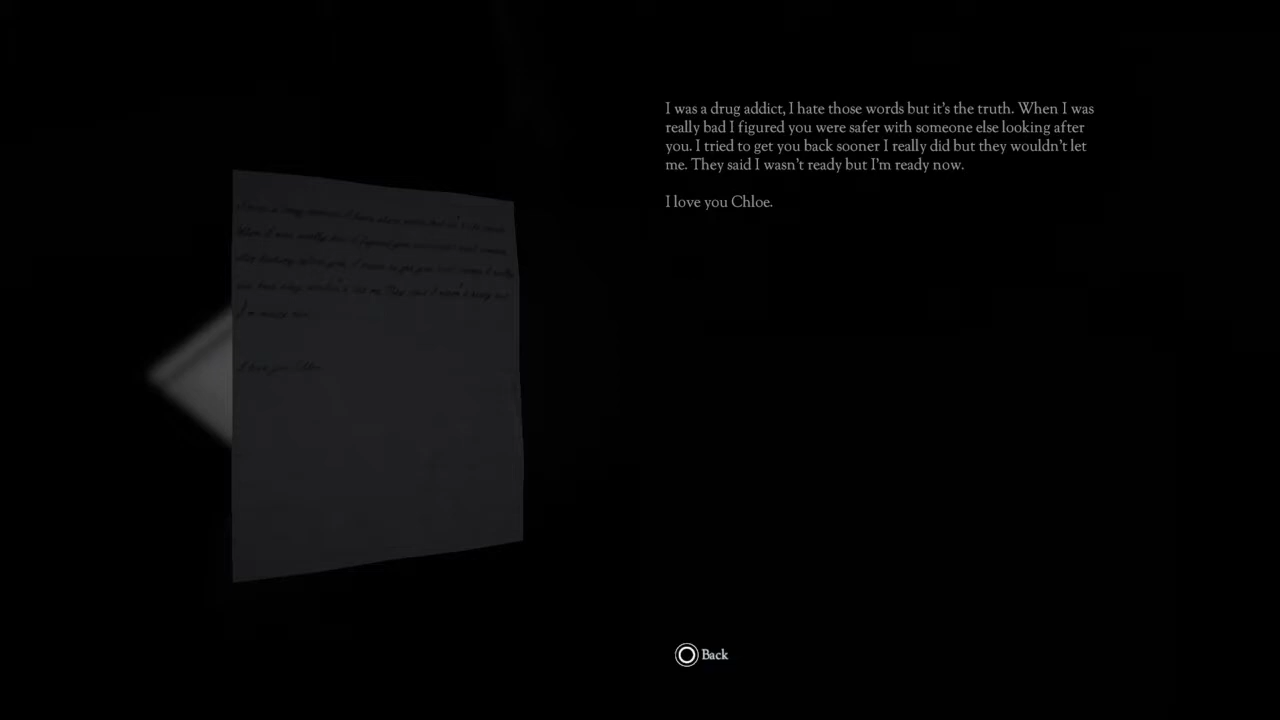 I was a drug addict, I hate those words but it's the truth. When I was
really bad I figured you were safer with someone else looking after
you. I tried to get you back sooner I really did but they wouldn't let
me. They said I wasn't ready but I'm ready now.
I love you Chloe.
Back